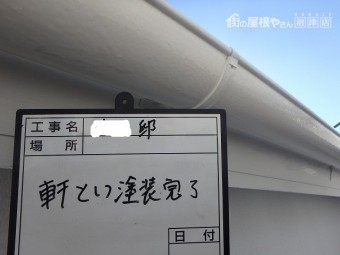 街の屋根やさん
工事名 邸
場所
軒とい塗装完了
日付